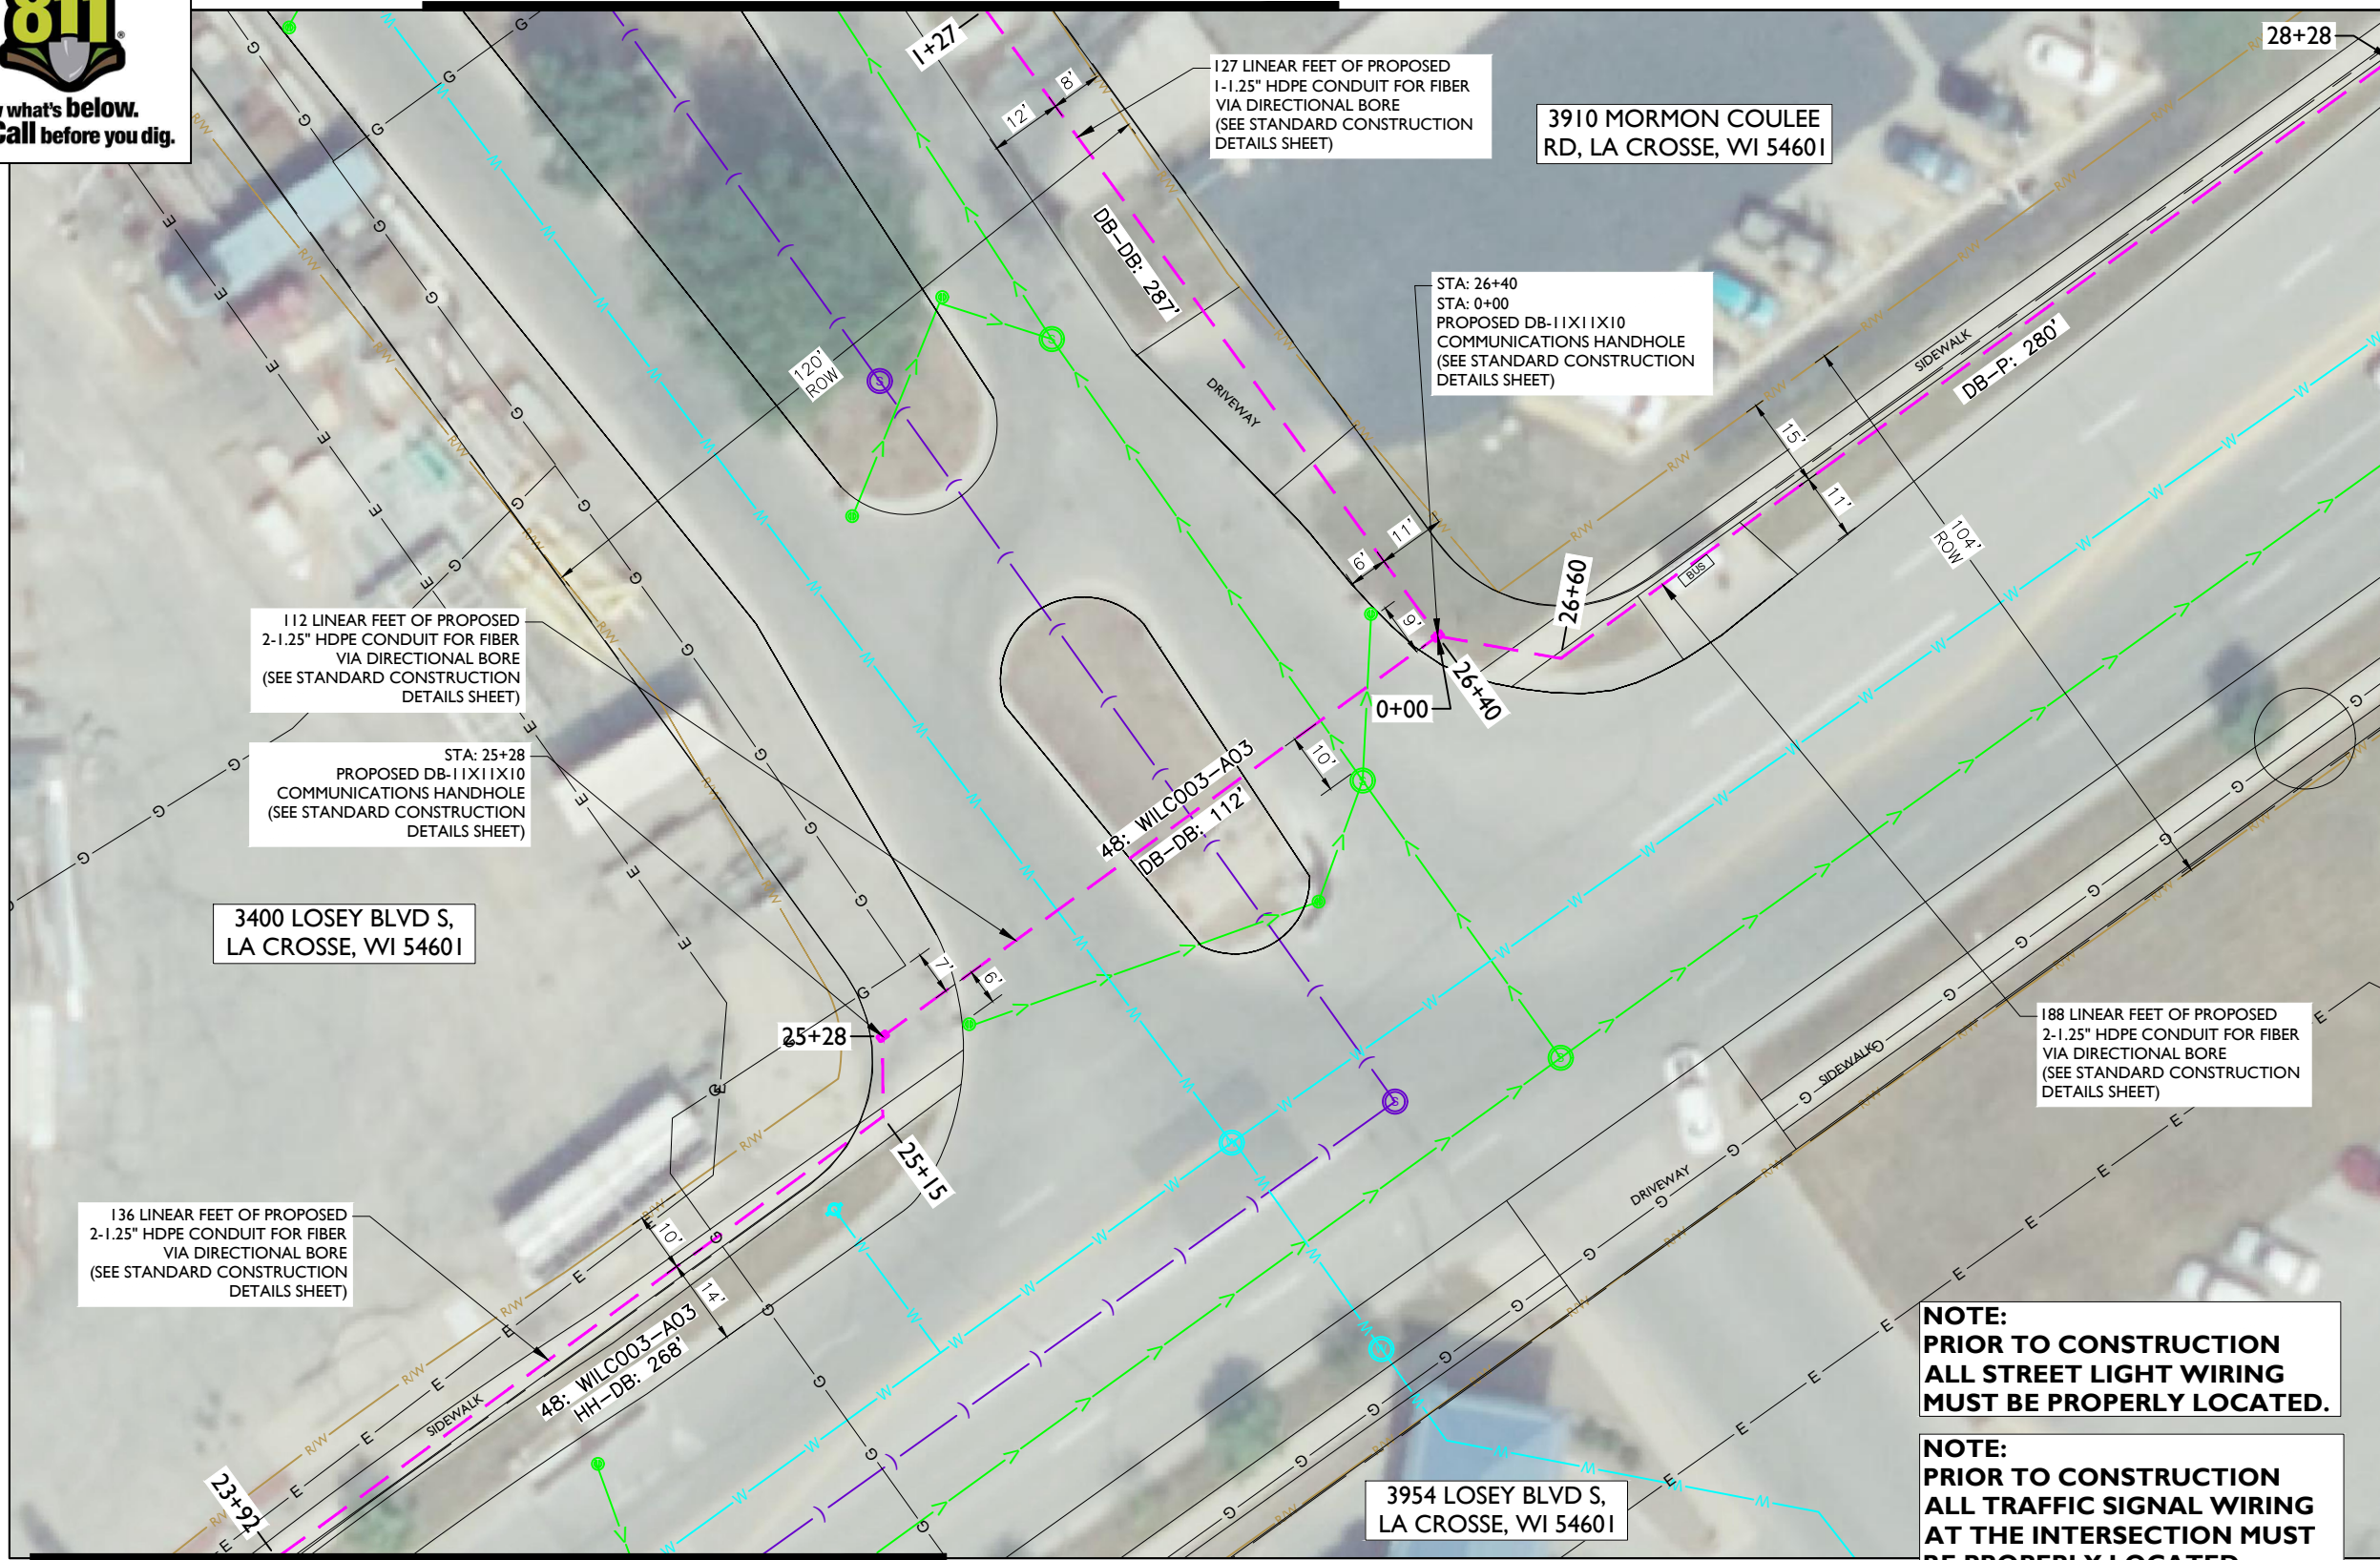 811®
what's below.
Call before you dig.
1+27
8'
12'
127 LINEAR FEET OF PROPOSED
1-1.25" HDPE CONDUIT FOR FIBER
VIA DIRECTIONAL BORE
(SEE STANDARD CONSTRUCTION
DETAILS SHEET)
3910 MORMON COULEE
RD, LA CROSSE, WI 54601
28+28
DB-DB: 287'
STA: 26+40
STA: 0+00
PROPOSED DB-11X11X10
COMMUNICATIONS HANDHOLE
(SEE STANDARD CONSTRUCTION
DETAILS SHEET)
120'
ROW
DRIVEWAY
SIDEWALK
DB-P: 280'
15'
11'
104'
ROW
11'
6'
9'
26+60
BUS
26+40
0+00
112 LINEAR FEET OF PROPOSED
2-1.25" HDPE CONDUIT FOR FIBER
VIA DIRECTIONAL BORE
(SEE STANDARD CONSTRUCTION
DETAILS SHEET)
STA: 25+28
PROPOSED DB-11X11X10
COMMUNICATIONS HANDHOLE
(SEE STANDARD CONSTRUCTION
DETAILS SHEET)
10'
48: WILC003-A03
DB-DB: 112'
3400 LOSEY BLVD S,
LA CROSSE, WI 54601
7'
6'
25+28
25+15
188 LINEAR FEET OF PROPOSED
2-1.25" HDPE CONDUIT FOR FIBER
VIA DIRECTIONAL BORE
(SEE STANDARD CONSTRUCTION
DETAILS SHEET)
SIDEWALK
DRIVEWAY
136 LINEAR FEET OF PROPOSED
2-1.25" HDPE CONDUIT FOR FIBER
VIA DIRECTIONAL BORE
(SEE STANDARD CONSTRUCTION
DETAILS SHEET)
10'
14'
48: WILC003-A03
HH-DB: 268'
SIDEWALK
23+92
3954 LOSEY BLVD S,
LA CROSSE, WI 54601
NOTE:
PRIOR TO CONSTRUCTION
ALL STREET LIGHT WIRING
MUST BE PROPERLY LOCATED.
NOTE:
PRIOR TO CONSTRUCTION
ALL TRAFFIC SIGNAL WIRING
AT THE INTERSECTION MUST
BE PROPERLY LOCATED